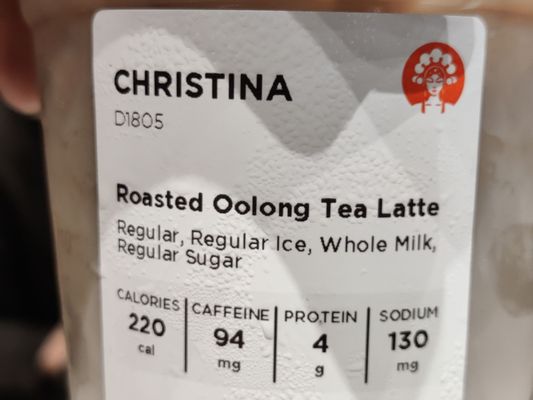 CHRISTINA
D1805
Roasted Oolong Tea Latte
Regular, Regular Ice, Whole Milk,
Regular Sugar
CALORIES CAFFEINE PROTEIN SODIUM
220 94 4 130
cal mg g mg